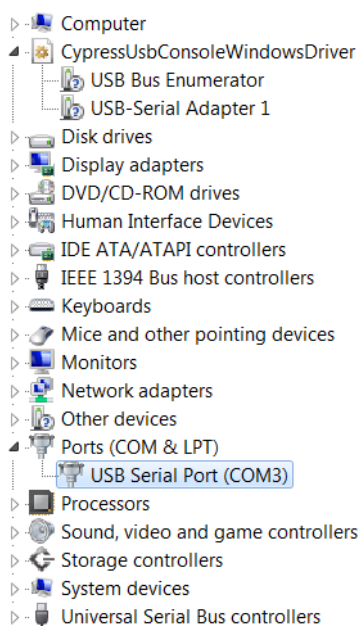 Computer
CypressUsbConsoleWindowsDriver
USB Bus Enumerator
USB-Serial Adapter 1
Disk drives
Display adapters
DVD/CD-ROM drives
Human Interface Devices
IDE ATA/ATAPI controllers
IEEE 1394 Bus host controllers
Keyboards
Mice and other pointing devices
Monitors
Network adapters
Other devices
Ports (COM & LPT)
USB Serial Port (COM3)
Processors
Sound, video and game controllers
Storage controllers
System devices
Universal Serial Bus controllers